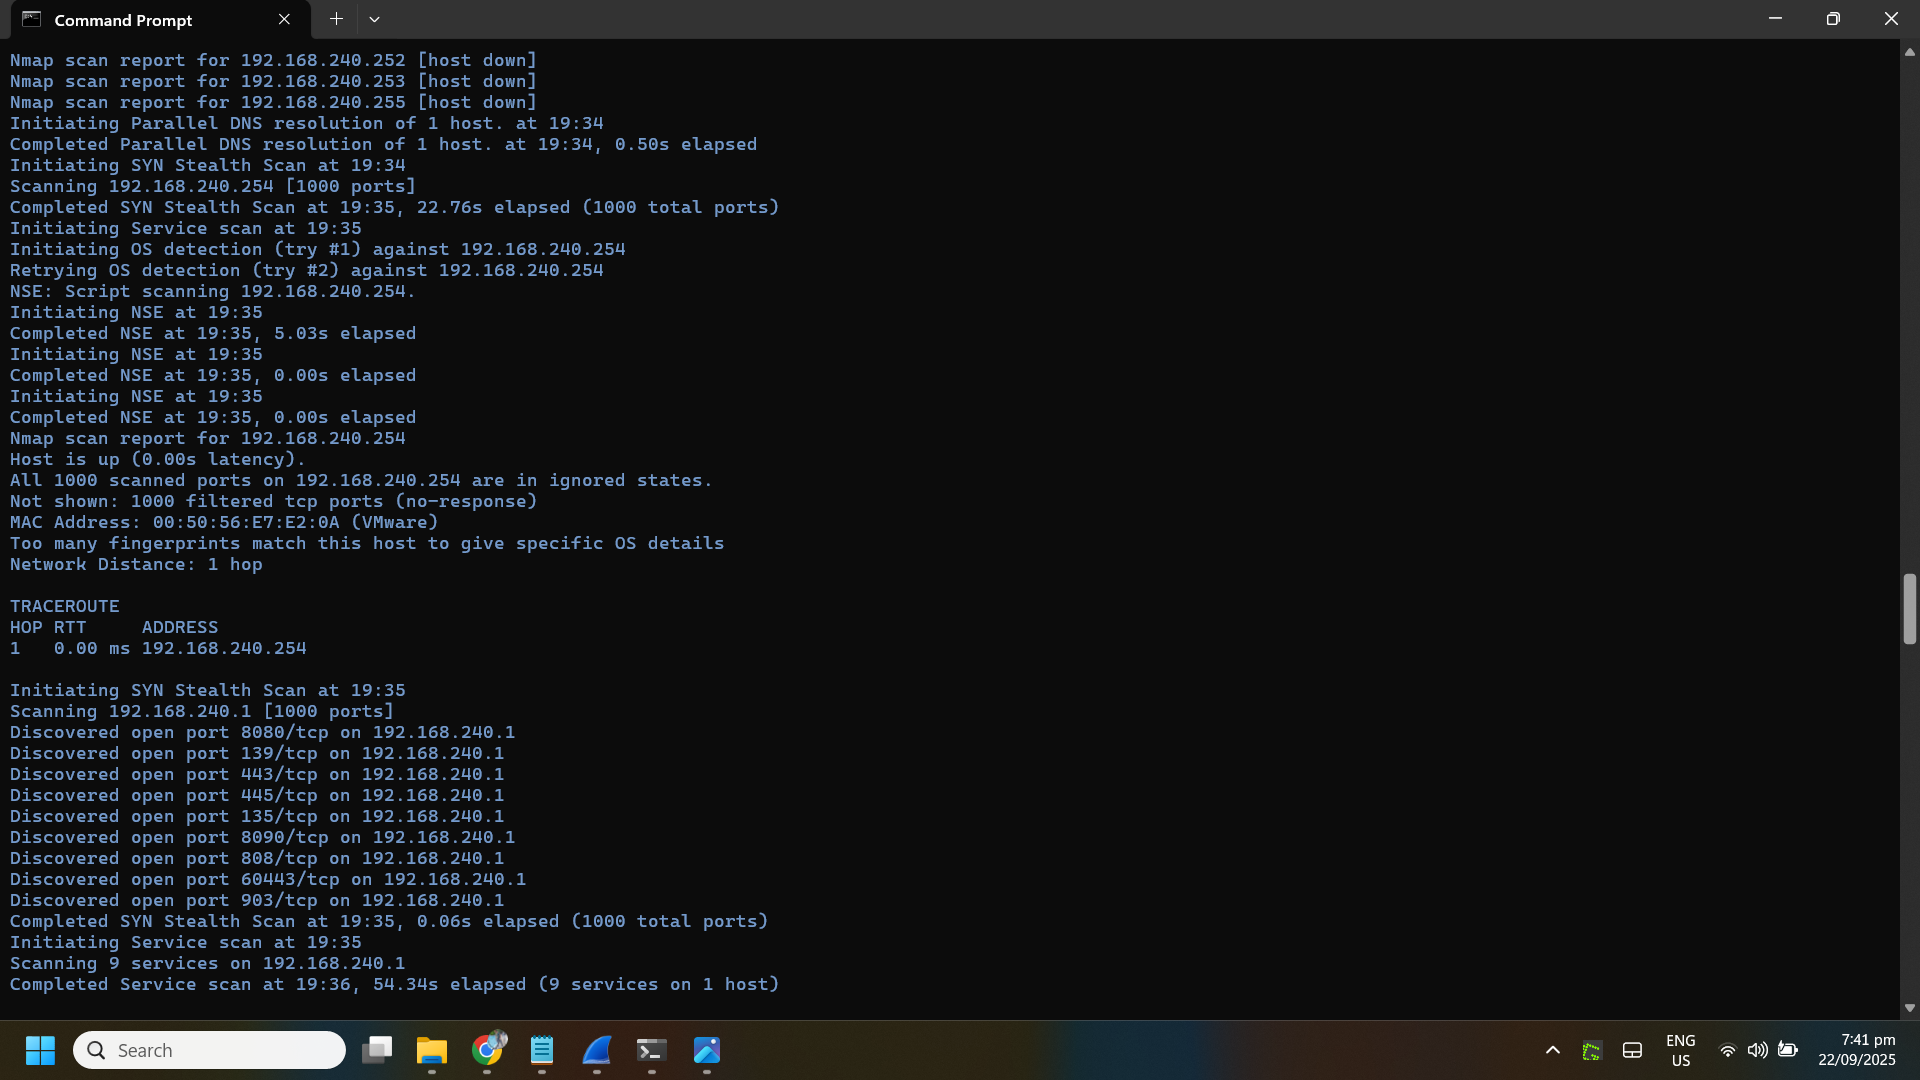 Command Prompt
Nmap scan report for 192.168.240.252 [host down]
Nmap scan report for 192.168.240.253 [host down]
Nmap scan report for 192.168.240.255 [host down]
Initiating Parallel DNS resolution of 1 host. at 19:34
Completed Parallel DNS resolution of 1 host. at 19:34, 0.50s elapsed
Initiating SYN Stealth Scan at 19:34
Scanning 192.168.240.254 [1000 ports]
Completed SYN Stealth Scan at 19:35, 22.76s elapsed (1000 total ports)
Initiating Service scan at 19:35
Initiating OS detection (try #1) against 192.168.240.254
Retrying OS detection (try #2) against 192.168.240.254
NSE: Script scanning 192.168.240.254.
Initiating NSE at 19:35
Completed NSE at 19:35, 5.03s elapsed
Initiating NSE at 19:35
Completed NSE at 19:35, 0.00s elapsed
Initiating NSE at 19:35
Completed NSE at 19:35, 0.00s elapsed
Nmap scan report for 192.168.240.254
Host is up (0.00s latency).
All 1000 scanned ports on 192.168.240.254 are in ignored states.
Not shown: 1000 filtered tcp ports (no-response)
MAC Address: 00:50:56:E7:E2:0A (VMware)
Too many fingerprints match this host to give specific OS details
Network Distance: 1 hop
TRACEROUTE
HOP RTT     ADDRESS
1   0.00 ms 192.168.240.254
Initiating SYN Stealth Scan at 19:35
Scanning 192.168.240.1 [1000 ports]
Discovered open port 8080/tcp on 192.168.240.1
Discovered open port 139/tcp on 192.168.240.1
Discovered open port 443/tcp on 192.168.240.1
Discovered open port 445/tcp on 192.168.240.1
Discovered open port 135/tcp on 192.168.240.1
Discovered open port 8090/tcp on 192.168.240.1
Discovered open port 808/tcp on 192.168.240.1
Discovered open port 60443/tcp on 192.168.240.1
Discovered open port 903/tcp on 192.168.240.1
Completed SYN Stealth Scan at 19:35, 0.06s elapsed (1000 total ports)
Initiating Service scan at 19:35
Scanning 9 services on 192.168.240.1
Completed Service scan at 19:36, 54.34s elapsed (9 services on 1 host)
Search
ENG
US
7:41 pm
22/09/2025